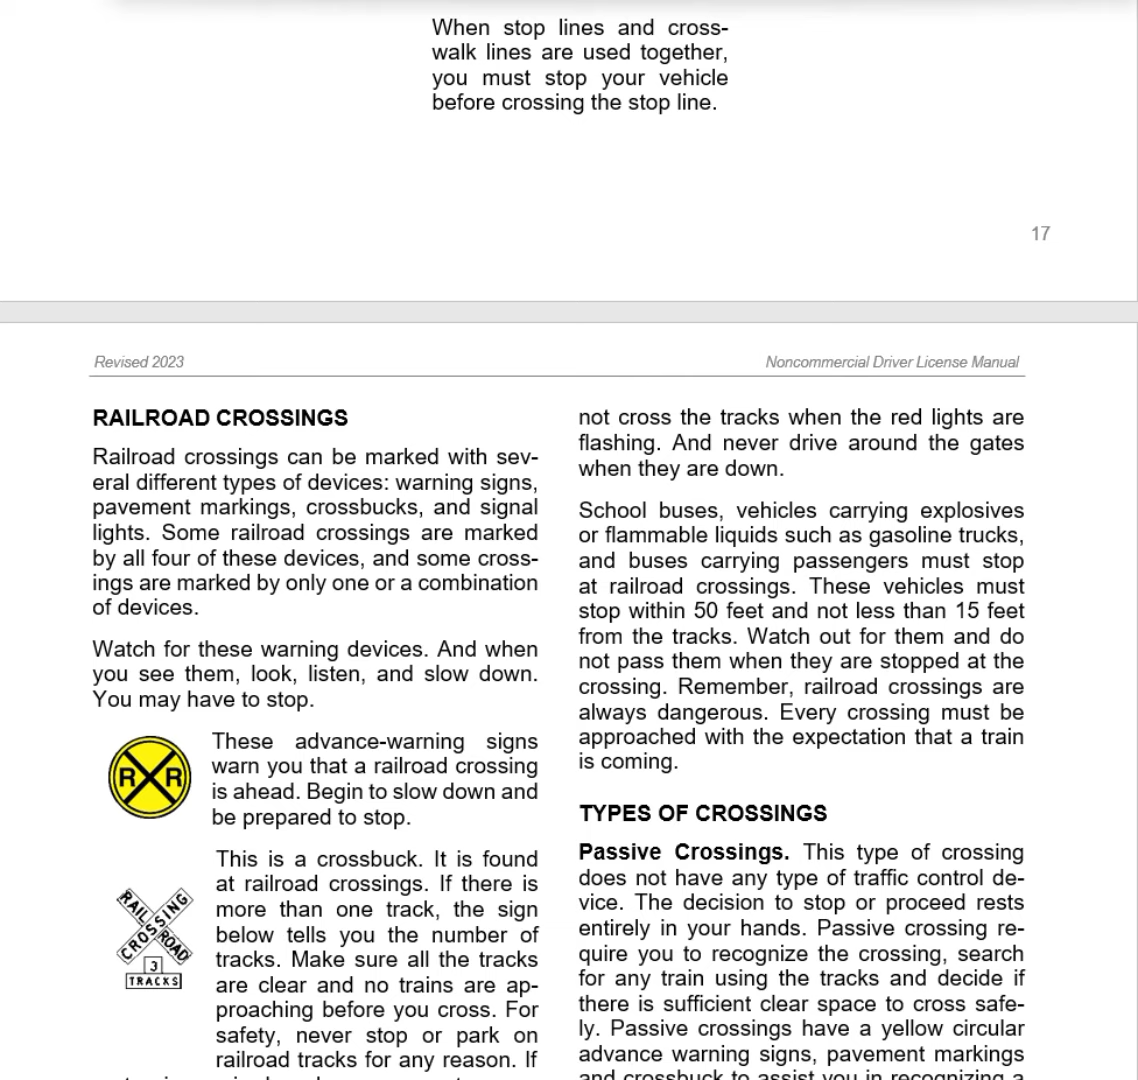 When stop lines and cross-
walk lines are used together,
you must stop your vehicle
before crossing the stop line.
17
Revised 2023
Noncommercial Driver License Manual
RAILROAD CROSSINGS
Railroad crossings can be marked with sev-
eral different types of devices: warning signs,
pavement markings, crossbucks, and signal
lights. Some railroad crossings are marked
by all four of these devices, and some cross-
ings are marked by only one or a combination
of devices.
Watch for these warning devices. And when
you see them, look, listen, and slow down.
You may have to stop.
R R
These advance-warning signs
warn you that a railroad crossing
is ahead. Begin to slow down and
be prepared to stop.
RAIL ROAD
CROSSING
3
TRACKS
This is a crossbuck. It is found
at railroad crossings. If there is
more than one track, the sign
below tells you the number of
tracks. Make sure all the tracks
are clear and no trains are ap-
proaching before you cross. For
safety, never stop or park on
railroad tracks for any reason. If
not cross the tracks when the red lights are
flashing. And never drive around the gates
when they are down.
School buses, vehicles carrying explosives
or flammable liquids such as gasoline trucks,
and buses carrying passengers must stop
at railroad crossings. These vehicles must
stop within 50 feet and not less than 15 feet
from the tracks. Watch out for them and do
not pass them when they are stopped at the
crossing. Remember, railroad crossings are
always dangerous. Every crossing must be
approached with the expectation that a train
is coming.
TYPES OF CROSSINGS
Passive Crossings. This type of crossing
does not have any type of traffic control de-
vice. The decision to stop or proceed rests
entirely in your hands. Passive crossing re-
quire you to recognize the crossing, search
for any train using the tracks and decide if
there is sufficient clear space to cross safe-
ly. Passive crossings have a yellow circular
advance warning signs, pavement markings
and crossbuck to assist you in recognizing a